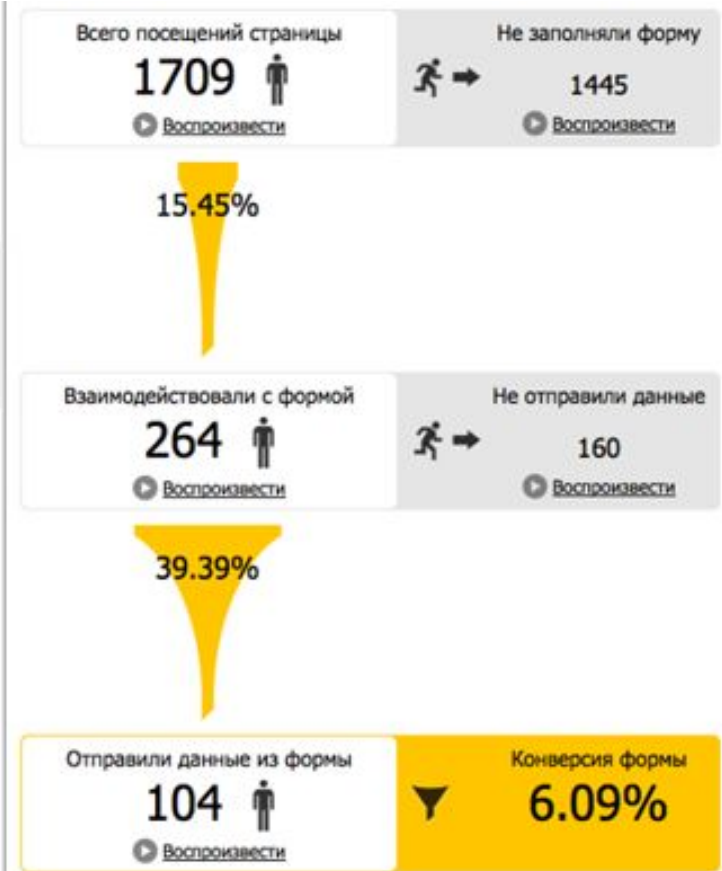 Всего посещений страницы
1709
Воспроизвести
Не заполняли форму
1445
Воспроизвести
15.45%
Взаимодействовали с формой
264
Воспроизвести
Не отправили данные
160
Воспроизвести
39.39%
Отправили данные из формы
104
Воспроизвести
Конверсия формы
6.09%